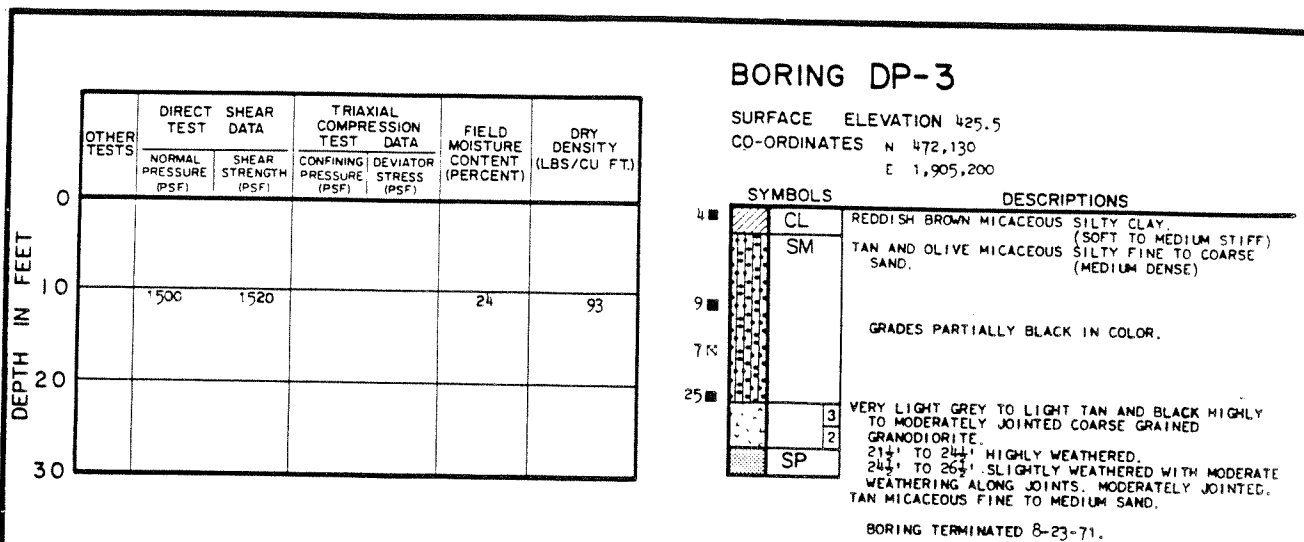 BORING DP-3
SURFACE ELEVATION 425.5
CO-ORDINATES N 472,130
E 1,905,200
OTHER TESTS
DIRECT SHEAR TEST DATA
NORMAL PRESSURE (PSF)
SHEAR STRENGTH (PSF)
TRIAXIAL COMPRESSION TEST DATA
CONFINING PRESSURE (PSF)
DEVIATOR STRESS (PSF)
FIELD MOISTURE CONTENT (PERCENT)
DRY DENSITY (LBS/CU FT.)
DEPTH IN FEET
0
10
1500 1520 24 93
20
30
SYMBOLS DESCRIPTIONS
4 CL REDDISH BROWN MICACEOUS SILTY CLAY.
(SOFT TO MEDIUM STIFF)
SM TAN AND OLIVE MICACEOUS SILTY FINE TO COARSE
SAND. (MEDIUM DENSE)
9
GRADES PARTIALLY BLACK IN COLOR.
7
25
3 VERY LIGHT GREY TO LIGHT TAN AND BLACK HIGHLY
TO MODERATELY JOINTED COARSE GRAINED
2 GRANODIORITE.
21½' TO 24½' HIGHLY WEATHERED.
SP 24½' TO 26½' SLIGHTLY WEATHERED WITH MODERATE
WEATHERING ALONG JOINTS. MODERATELY JOINTED.
TAN MICACEOUS FINE TO MEDIUM SAND.
BORING TERMINATED 8-23-71.